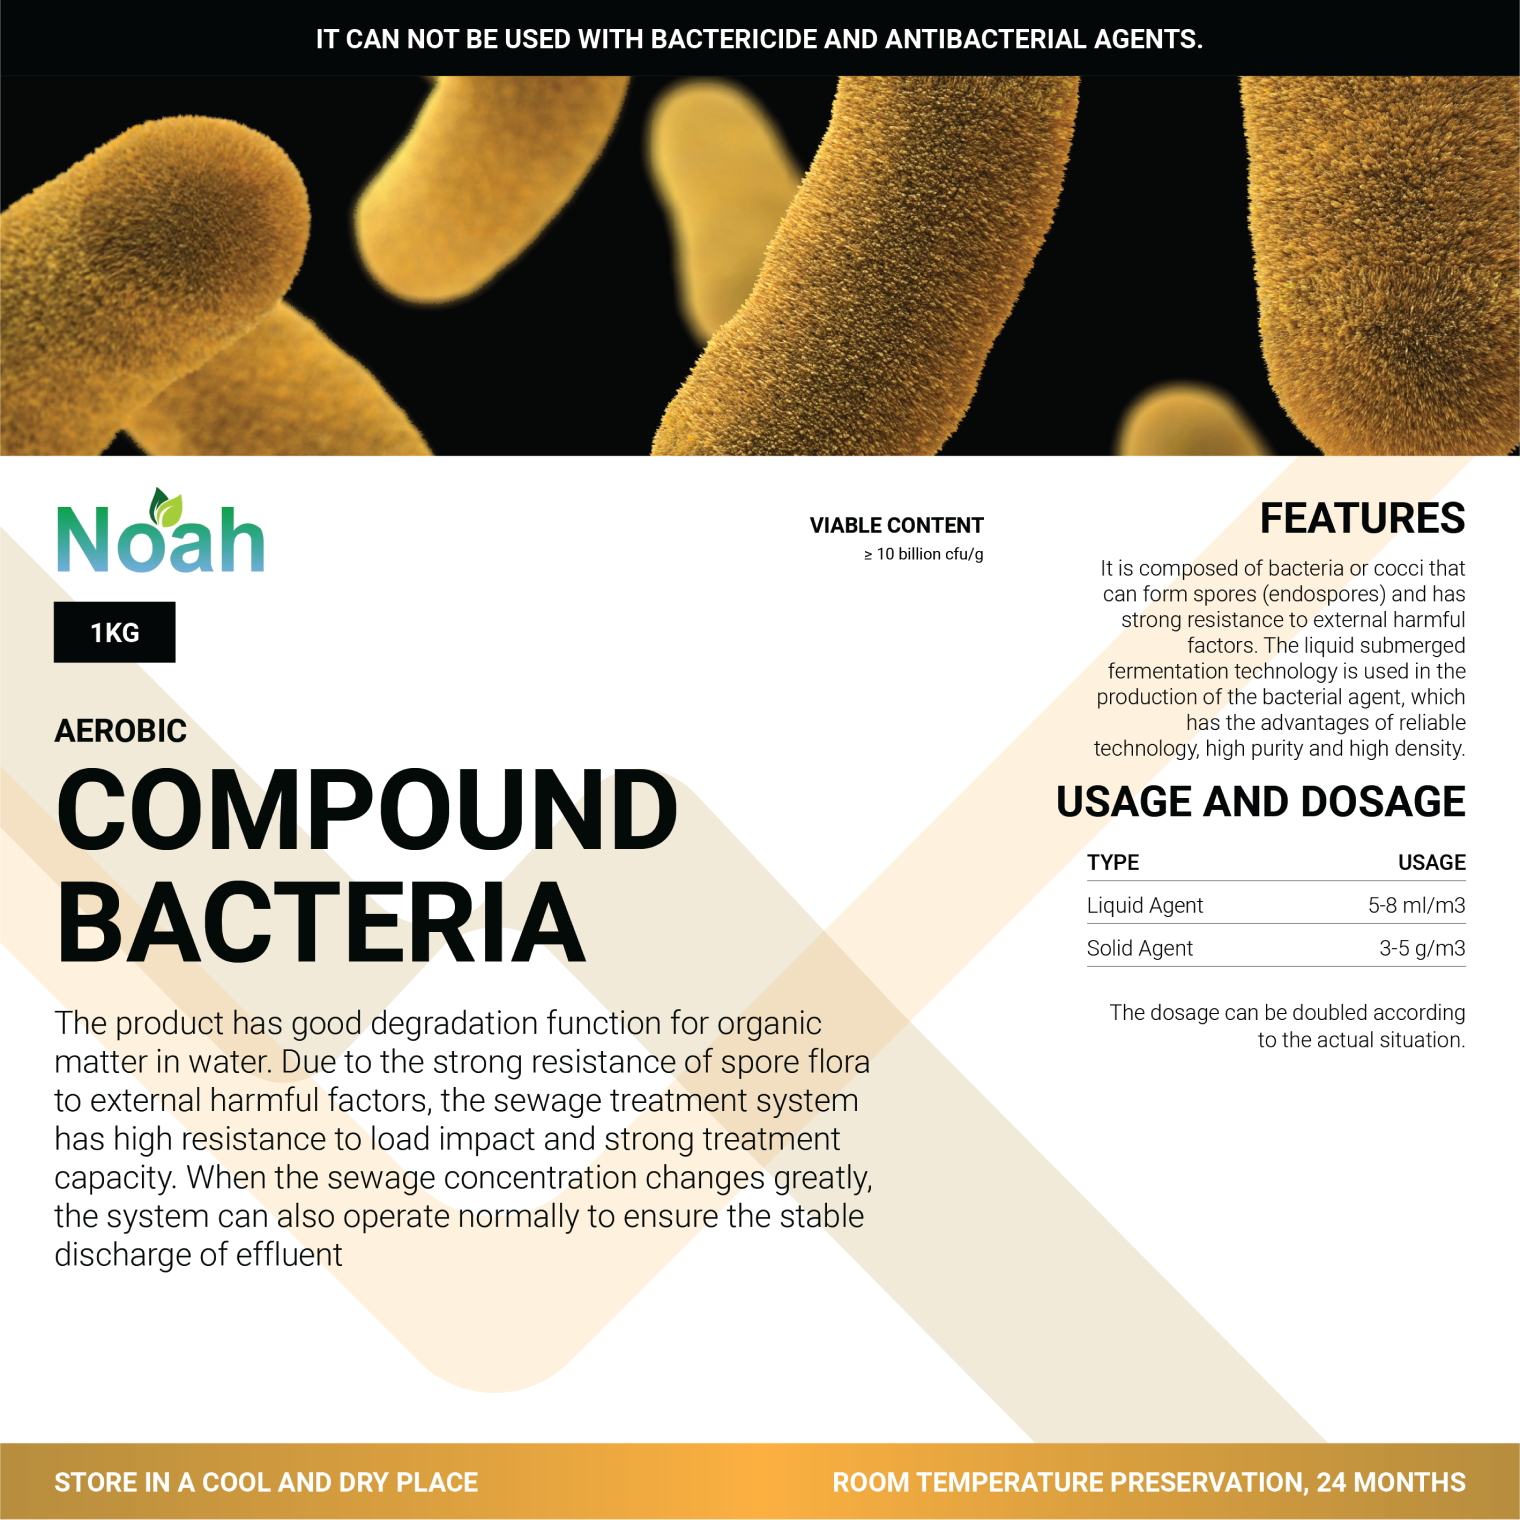 IT CAN NOT BE USED WITH BACTERICIDE AND ANTIBACTERIAL AGENTS.
Noah
1KG
AEROBIC
COMPOUND
BACTERIA
The product has good degradation function for organic
matter in water. Due to the strong resistance of spore flora
to external harmful factors, the sewage treatment system
has high resistance to load impact and strong treatment
capacity. When the sewage concentration changes greatly,
the system can also operate normally to ensure the stable
discharge of effluent
VIABLE CONTENT
≥ 10 billion cfu/g
FEATURES
It is composed of bacteria or cocci that
can form spores (endospores) and has
strong resistance to external harmful
factors. The liquid submerged
fermentation technology is used in the
production of the bacterial agent, which
has the advantages of reliable
technology, high purity and high density.
USAGE AND DOSAGE
TYPE USAGE
Liquid Agent 5-8 ml/m3
Solid Agent 3-5 g/m3
The dosage can be doubled according
to the actual situation.
STORE IN A COOL AND DRY PLACE
ROOM TEMPERATURE PRESERVATION, 24 MONTHS